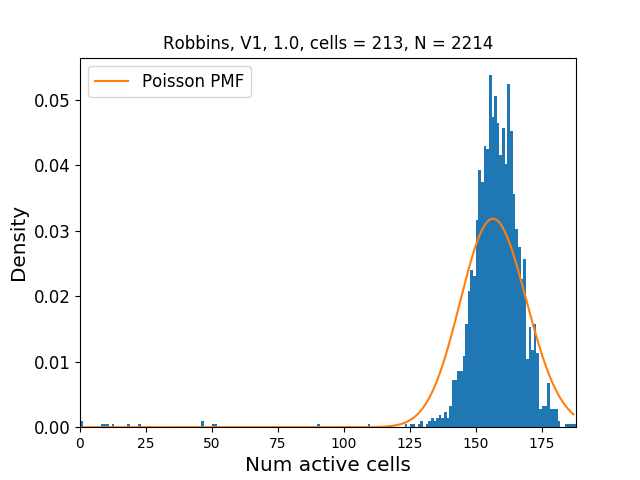 Robbins, V1, 1.0, cells = 213, N = 2214
Poisson PMF
0.05
0.04
0.03
0.02
0.01
0.00
Density
0 25 50 75 100 125 150 175
Num active cells